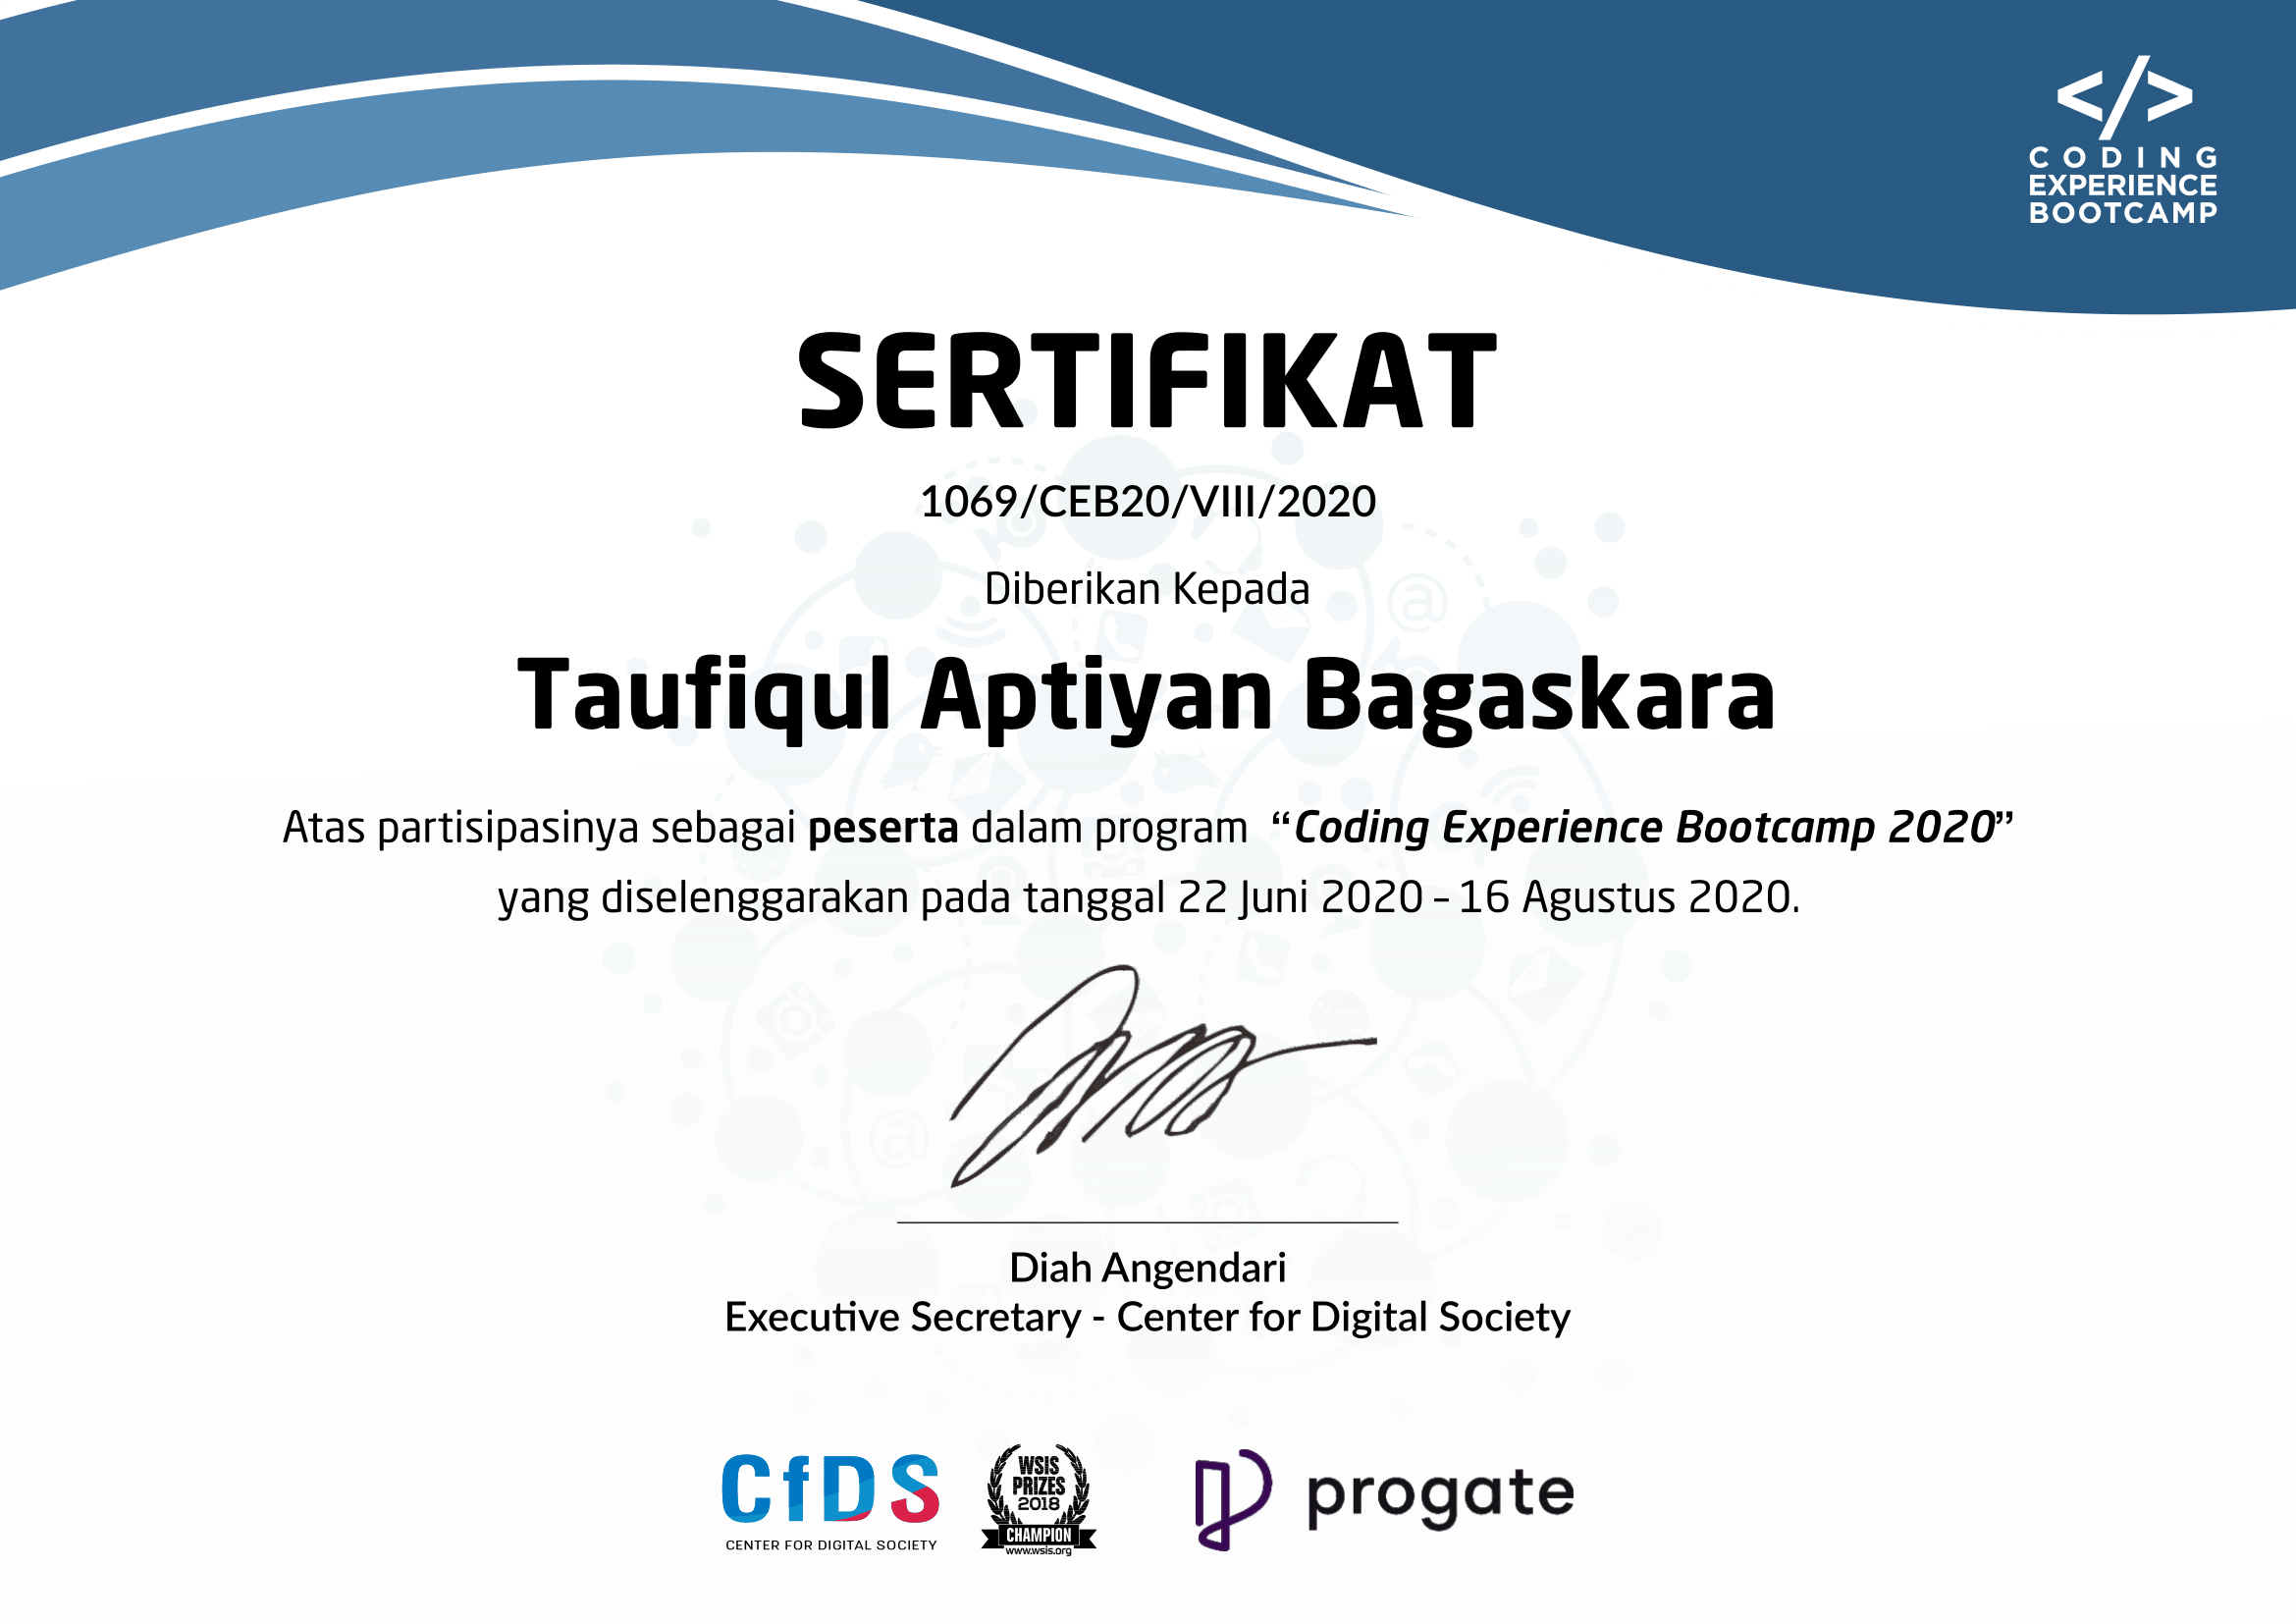 </>
CODING
EXPERIENCE
BOOTCAMP
SERTIFIKAT
1069/CEB20/VIII/2020
Diberikan Kepada
Taufiqul Aptiyan Bagaskara
Atas partisipasinya sebagai peserta dalam program “Coding Experience Bootcamp 2020”
yang diselenggarakan pada tanggal 22 Juni 2020 – 16 Agustus 2020.
Diah Angendari
Executive Secretary - Center for Digital Society
CfDS
CENTER FOR DIGITAL SOCIETY
WSIS
PRIZES
2018
CHAMPION
www.wsis.org
progate